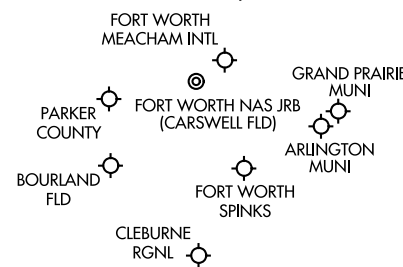 FORT WORTH
MEACHAM INTL
GRAND PRAIRIE
MUNI
FORT WORTH NAS JRB
(CARSWELL FLD)
PARKER
COUNTY
ARLINGTON
MUNI
BOURLAND
FLD
FORT WORTH
SPINKS
CLEBURNE
RGNL